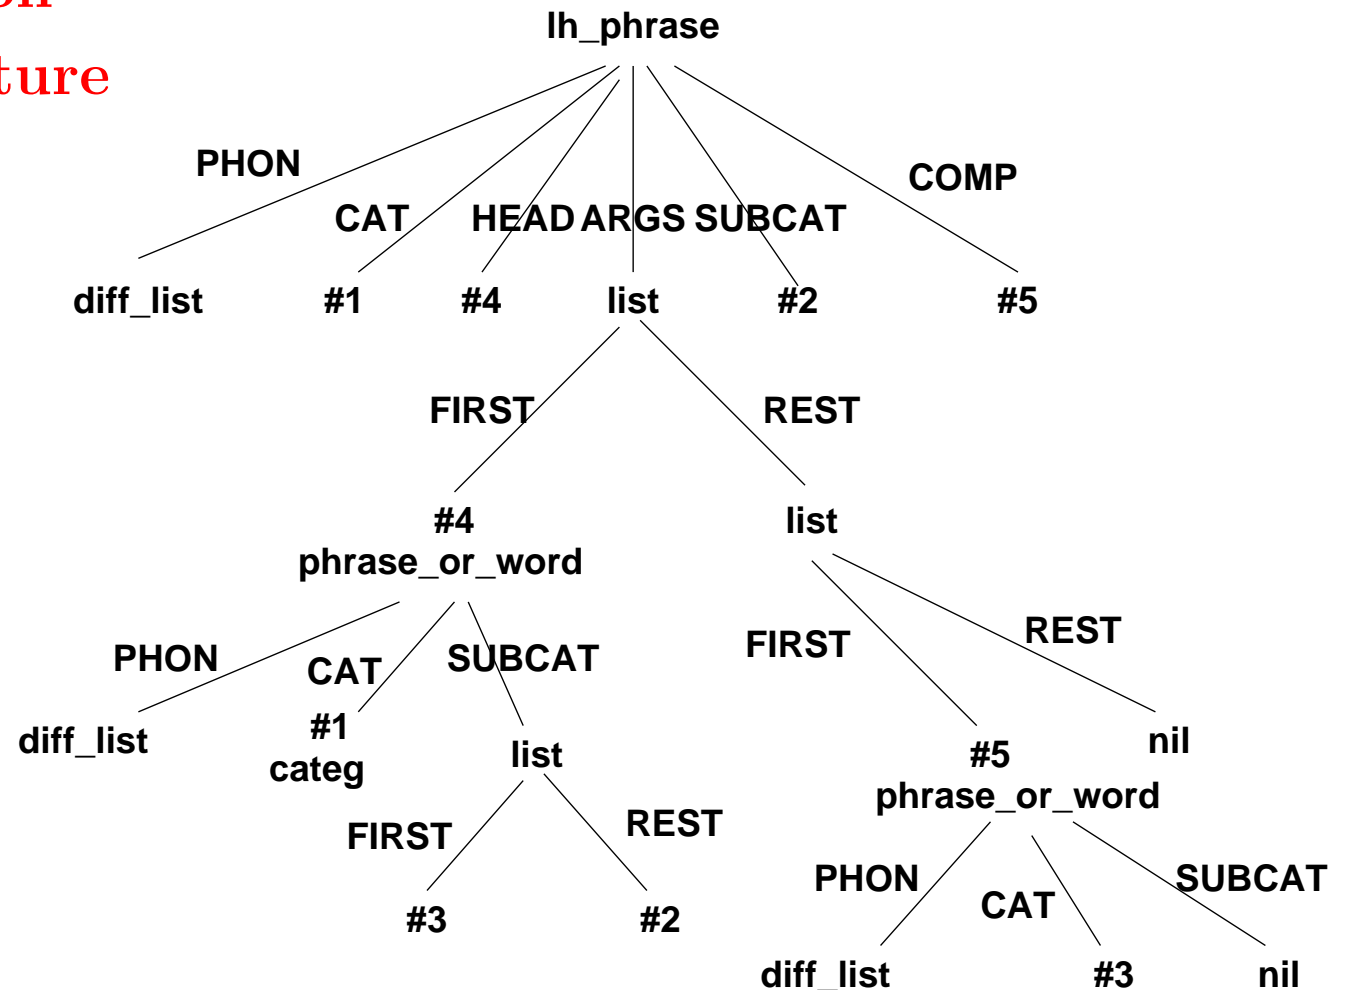 lh_phrase
ture
PHON
COMP
CAT HEAD ARGS SUBCAT
diff_list #1 #4 list #2 #5
FIRST REST
#4 list
phrase_or_word
PHON CAT SUBCAT FIRST REST
#1
diff_list categ list #5 nil
phrase_or_word
FIRST REST
PHON CAT SUBCAT
#3 #2
diff_list #3 nil